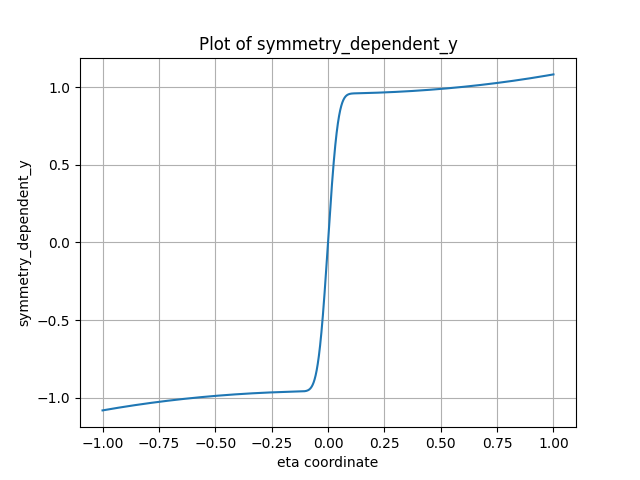 Plot of symmetry_dependent_y
symmetry_dependent_y
1.0
0.5
0.0
−0.5
−1.0
−1.00 −0.75 −0.50 −0.25 0.00 0.25 0.50 0.75 1.00
eta coordinate